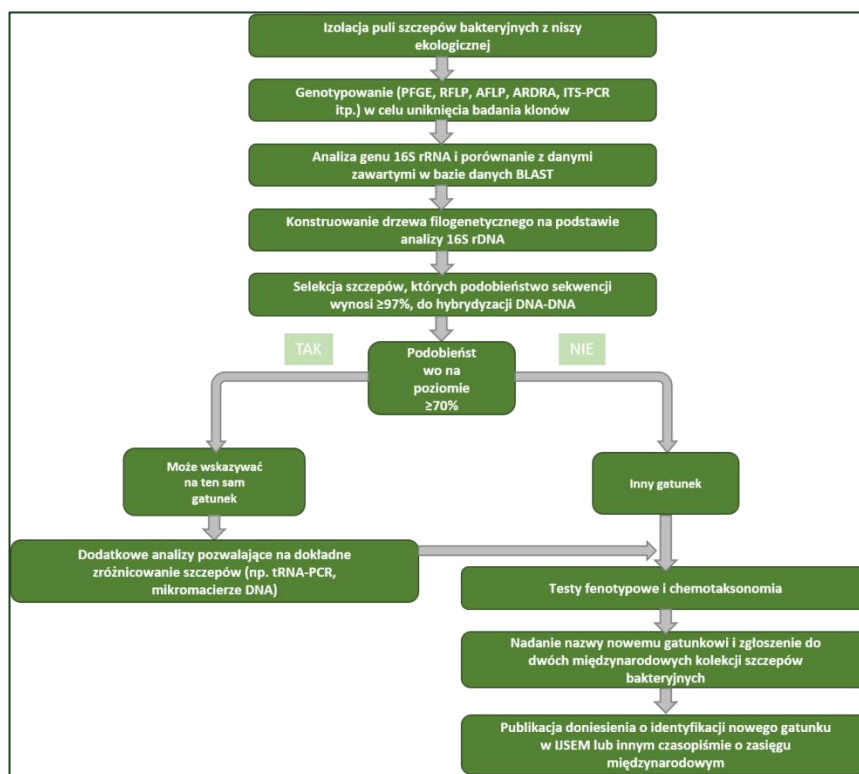 Izolacja puli szczepów bakteryjnych z niszy
ekologicznej
Genotypowanie (PFGE, RFLP, AFLP, ARDRA, ITS-PCR
itp.) w celu uniknięcia badania klonów
Analiza genu 16S rRNA i porównanie z danymi
zawartymi w bazie danych BLAST
Konstruowanie drzewa filogenetycznego na podstawie
analizy 16S rDNA
Selekcja szczepów, których podobieństwo sekwencji
wynosi ≥97%, do hybrydyzacji DNA-DNA
TAK
Podobieńst
wo na
poziomie
≥70%
NIE
Może wskazywać
na ten sam
gatunek
Inny gatunek
Dodatkowe analizy pozwalające na dokładne
zróżnicowanie szczepów (np. tRNA-PCR,
mikromacierze DNA)
Testy fenotypowe i chemotaksonomia
Nadanie nazwy nowemu gatunkowi i zgłoszenie do
dwóch międzynarodowych kolekcji szczepów
bakteryjnych
Publikacja doniesienia o identyfikacji nowego gatunku
w IJSEM lub innym czasopiśmie o zasięgu
międzynarodowym